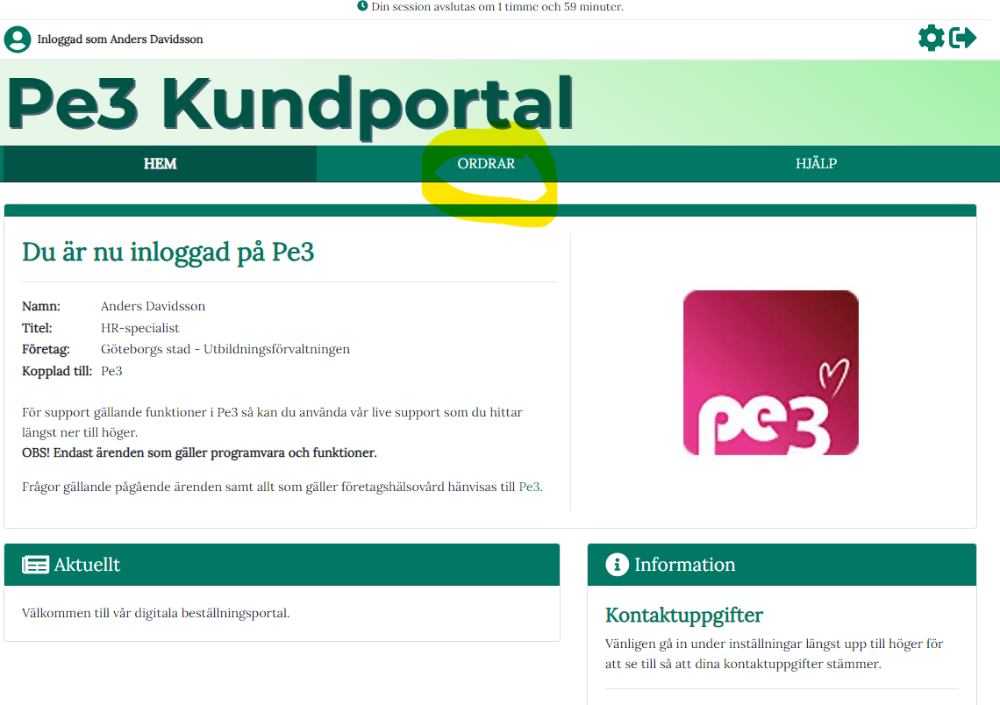 Din session avslutas om 1 timme och 59 minuter.
Inloggad som Anders Davidsson
Pe3 Kundportal
HEM
ORDRAR
HJÄLP
Du är nu inloggad på Pe3
Namn: Anders Davidsson
Titel: HR-specialist
Företag: Göteborgs stad - Utbildningsförvaltningen
Kopplad till: Pe3
För support gällande funktioner i Pe3 så kan du använda vår live support som du hittar
längst ner till höger.
OBS! Endast ärenden som gäller programvara och funktioner.
Frågor gällande pågående ärenden samt allt som gäller företagshälsovård hänvisas till Pe3.
pe3
Aktuellt
Välkommen till vår digitala beställningsportal.
Information
Kontaktuppgifter
Vänligen gå in under inställningar längst upp till höger för
att se till så att dina kontaktuppgifter stämmer.